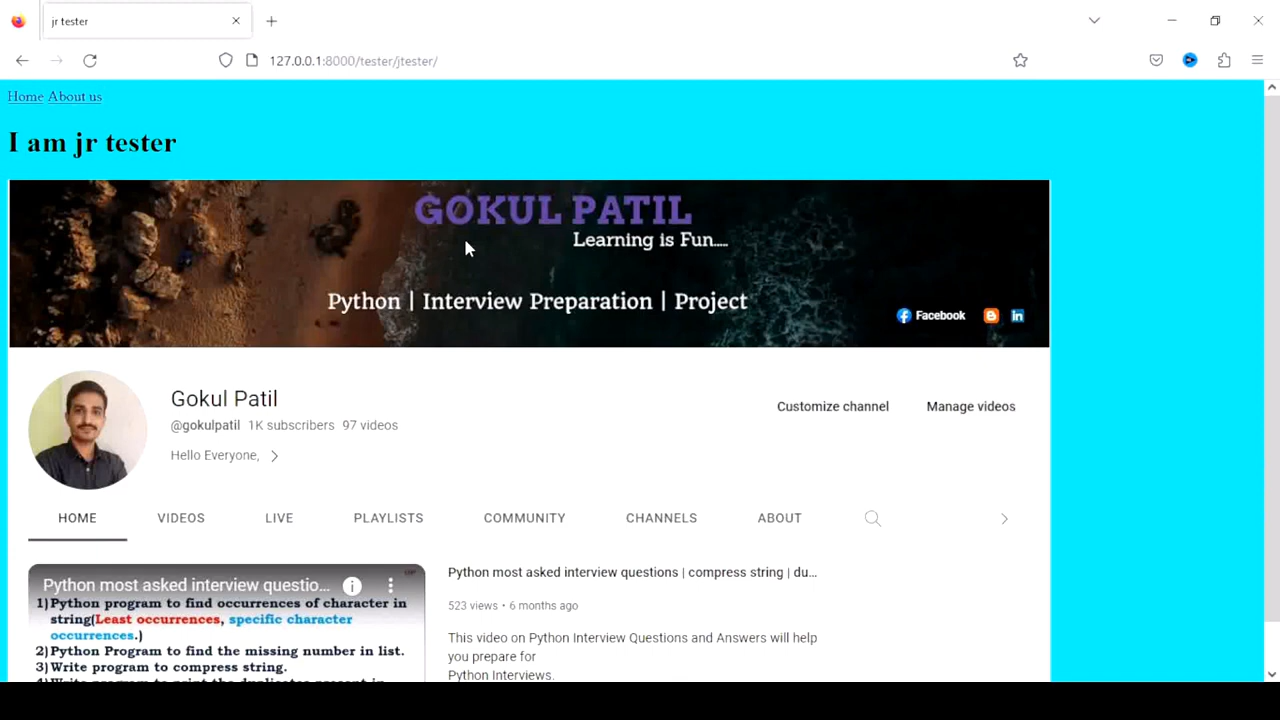 jr tester
127.0.0.1:8000/tester/jtester/
Home About us
I am jr tester
GOKUL PATIL
Learning is Fun.....
Python | Interview Preparation | Project
Facebook
Gokul Patil
Customize channel Manage videos
@gokulpatil 1K subscribers 97 videos
Hello Everyone,
HOME VIDEOS LIVE PLAYLISTS COMMUNITY CHANNELS ABOUT
Python most asked interview questio...
1)Python program to find occurrences of character in
string(Least occurrences, specific character
occurrences.)
2)Python Program to find the missing number in list.
3)Write program to compress string.
Python most asked interview questions | compress string | du...
523 views • 6 months ago
This video on Python Interview Questions and Answers will help
you prepare for
Python Interviews.